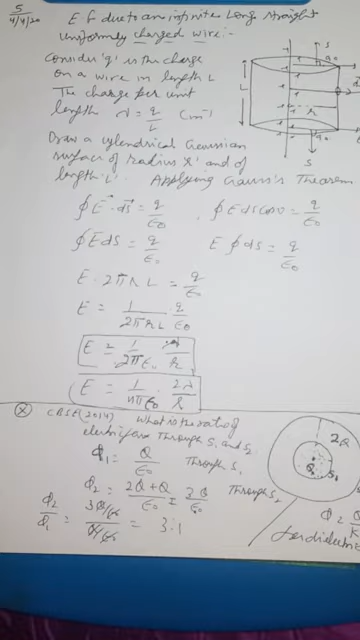 5
4/4/20
E.F due to an infinite Long straight
uniformly charged wire:-
Consider 'q' is the charge
on a wire in length L
The charge per unit
length λ = q/L (Cm⁻¹)
Draw a cylindrical Gaussian
surface of radius 'r' and of
length 'L'. Applying Gauss's Theorem
∮E⃗·ds⃗ = q/ε₀ , ∮E ds cos0 = q/ε₀
∮E ds = q/ε₀ E∮ds = q/ε₀
E·2πrL = q/ε₀
E = 1/2πrL · q/ε₀
E = 1/2πε₀ λ/r
E = 1/4πε₀ · 2λ/r
L
r
S
S
CBSE(2014) What is the ratio of
electric flux through S₁ and S₂
ϕ₁ = Q/ε₀ Through S₁
ϕ₂ = 2Q+Q/ε₀ = 3Q/ε₀ Through S₂
ϕ₂/ϕ₁ = 3Q/ε₀/Q/ε₀ = 3:1
2Q
Q
S₁
for dielectric